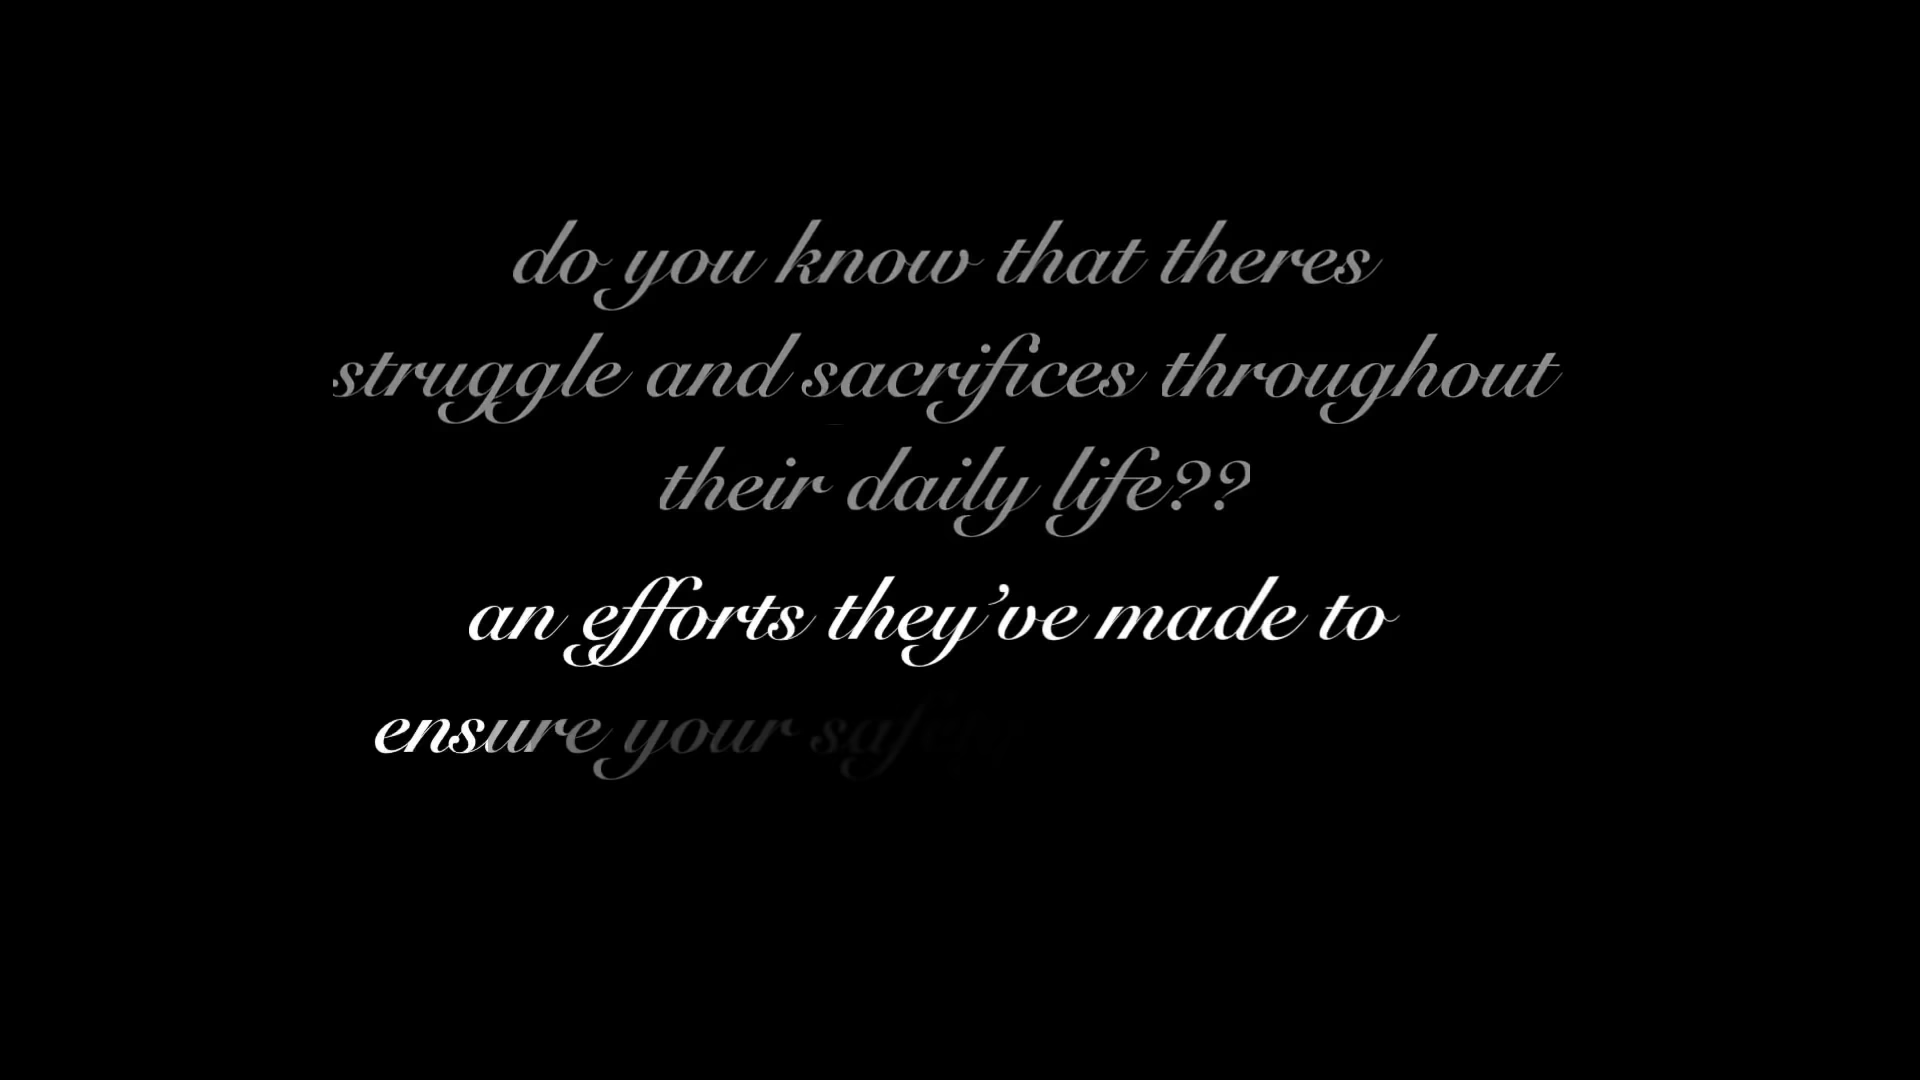 do you know that theres
struggle and sacrifices throughout
their daily life??
an efforts they’ve made to
ensure your safety